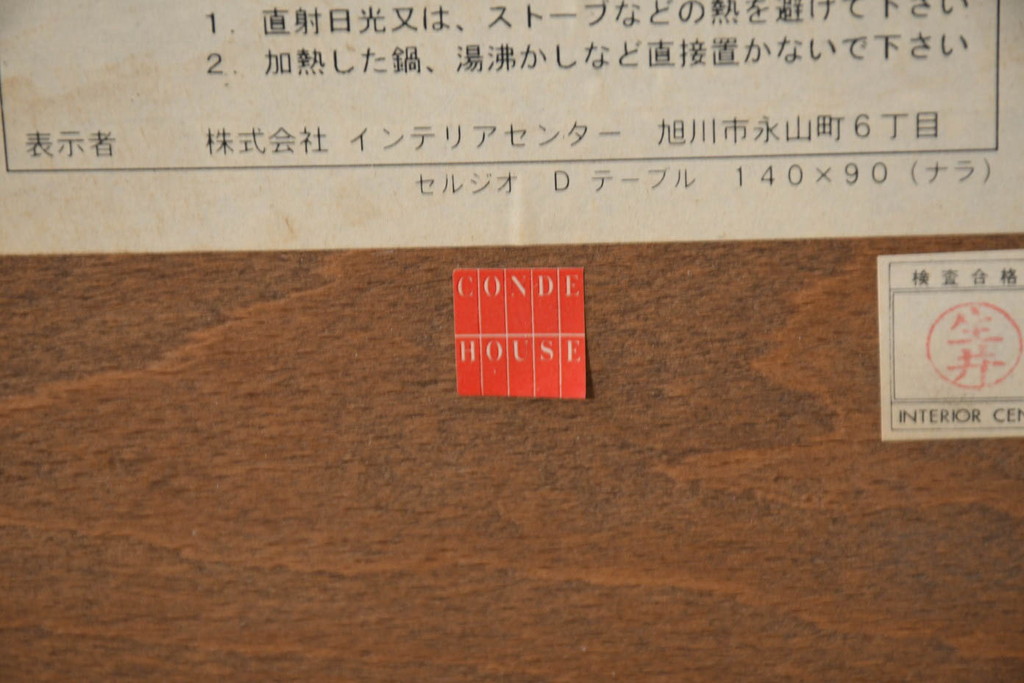 1. 直射日光又は、ストーブなどの熱を避けて下さい
2. 加熱した鍋、湯沸かしなど直接置かないで下さい
表示者 株式会社 インテリアセンター 旭川市永山町6丁目
セルジオ D テーブル 140×90(ナラ)
CONDE
HOUSE
検査合格
笠井
INTERIOR CEN